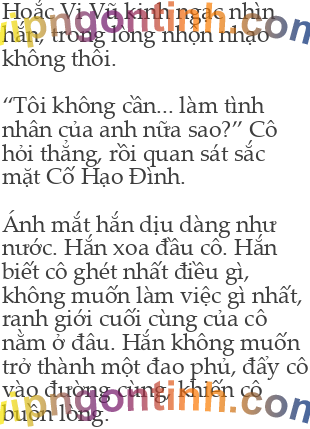 Hoắc Vi Vũ kinh ngạc nhìn
hắn, trong lòng nhộn nhạo
không thôi.
“Tôi không cần... làm tình
nhân của anh nữa sao?” Cô
hỏi thẳng, rồi quan sát sắc
mặt Cố Hạo Đình.
Ánh mắt hắn dịu dàng như
nước. Hắn xoa đầu cô. Hắn
biết cô ghét nhất điều gì,
không muốn làm việc gì nhất,
ranh giới cuối cùng của cô
nằm ở đâu. Hắn không muốn
trở thành một đao phủ, đẩy cô
vào đường cùng, khiến cô
buồn lòng.
vipngontinh.com
vipngontinh.com